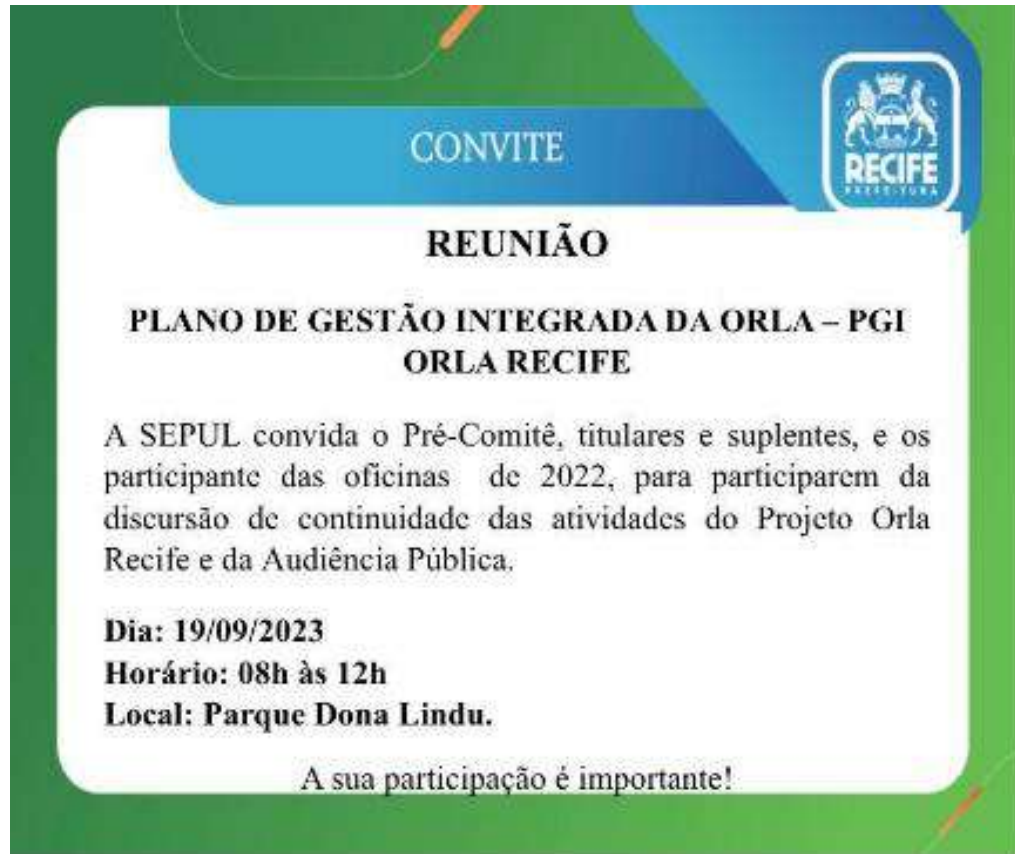 CONVITE
RECIFE
PREFEITURA
REUNIÃO
PLANO DE GESTÃO INTEGRADA DA ORLA – PGI
ORLA RECIFE
A SEPUL convida o Pré-Comitê, titulares e suplentes, e os
participante das oficinas de 2022, para participarem da
discursão de continuidade das atividades do Projeto Orla
Recife e da Audiência Pública.
Dia: 19/09/2023
Horário: 08h às 12h
Local: Parque Dona Lindu.
A sua participação é importante!